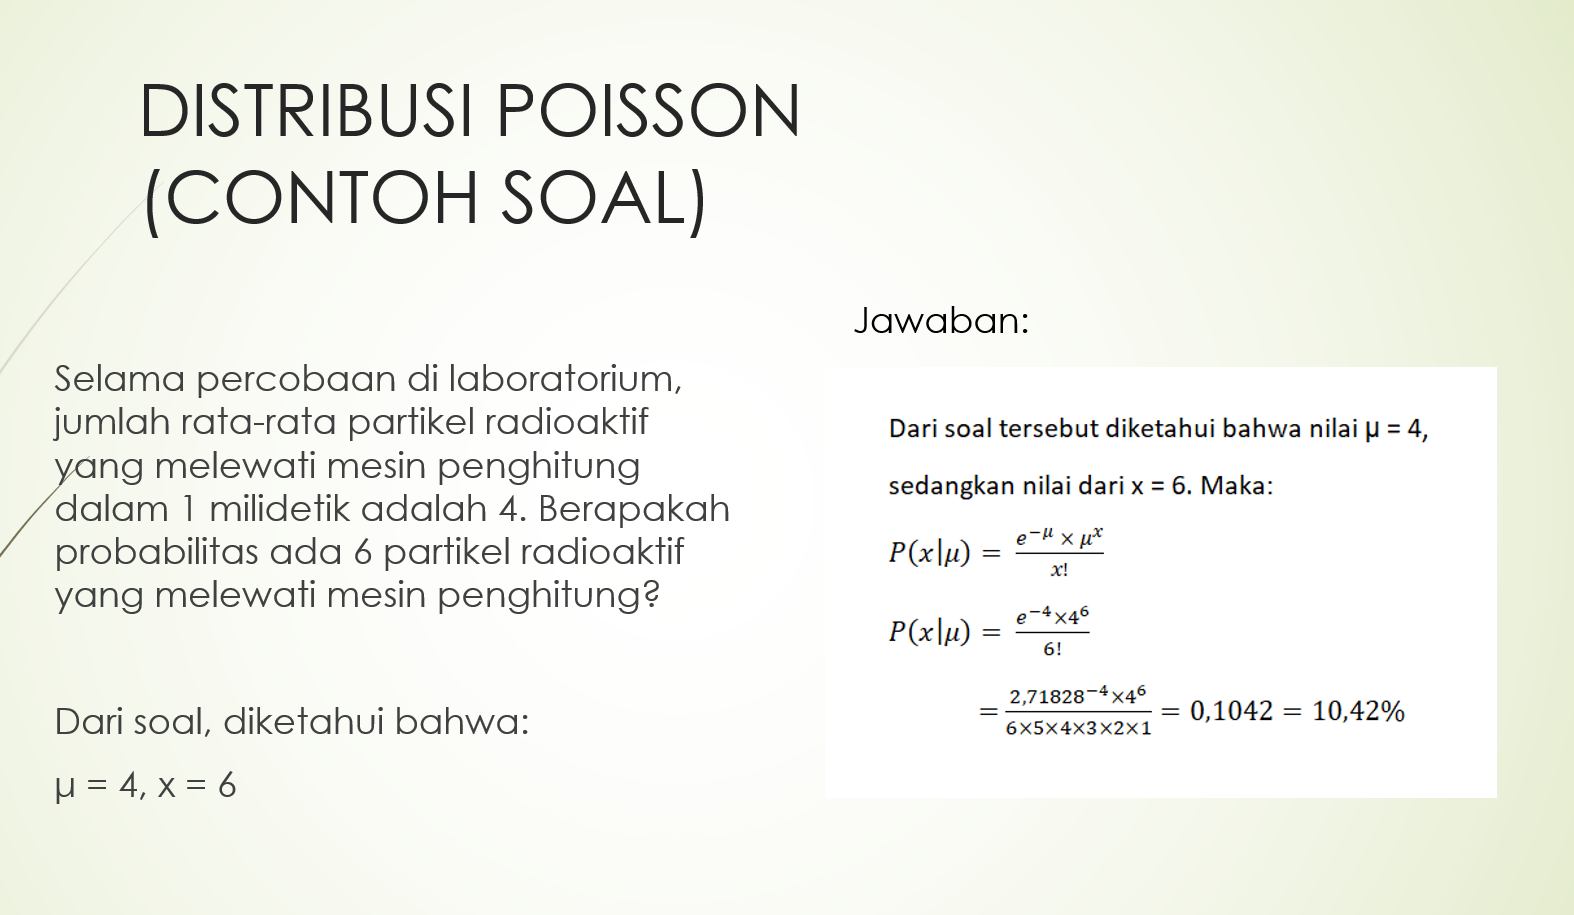 DISTRIBUSI POISSON
(CONTOH SOAL)
Selama percobaan di laboratorium,
jumlah rata-rata partikel radioaktif
yang melewati mesin penghitung
dalam 1 milidetik adalah 4. Berapakah
probabilitas ada 6 partikel radioaktif
yang melewati mesin penghitung?
Dari soal, diketahui bahwa:
µ = 4, x = 6
Jawaban:
Dari soal tersebut diketahui bahwa nilai µ = 4,
sedangkan nilai dari x = 6. Maka:
P(x|μ) = (e^−μ × μ^x) / x!
P(x|μ) = (e^−4 × 4^6) / 6!
= (2,71828^−4 × 4^6) / (6×5×4×3×2×1) = 0,1042 = 10,42%